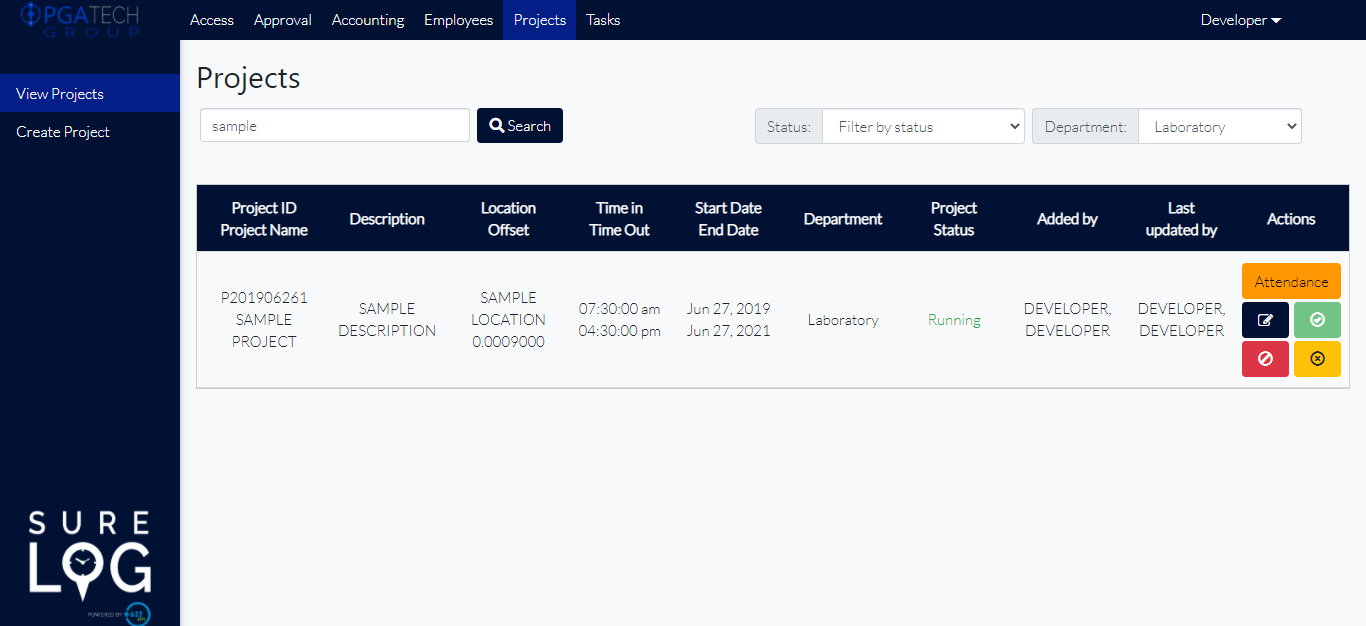 PGATECH
GROUP
Access Approval Accounting Employees Projects Tasks Developer
View Projects
Create Project
Projects
sample Search Status: Filter by status Department: Laboratory
Project ID
Project Name
Description
Location
Offset
Time in
Time Out
Start Date
End Date
Department
Project
Status
Added by
Last
updated by
Actions
P201906261
SAMPLE
PROJECT
SAMPLE
DESCRIPTION
SAMPLE
LOCATION
0.0009000
07:30:00 am
04:30:00 pm
Jun 27, 2019
Jun 27, 2021
Laboratory
Running
DEVELOPER,
DEVELOPER
DEVELOPER,
DEVELOPER
Attendance
SURE
LOG
POWERED BY 632